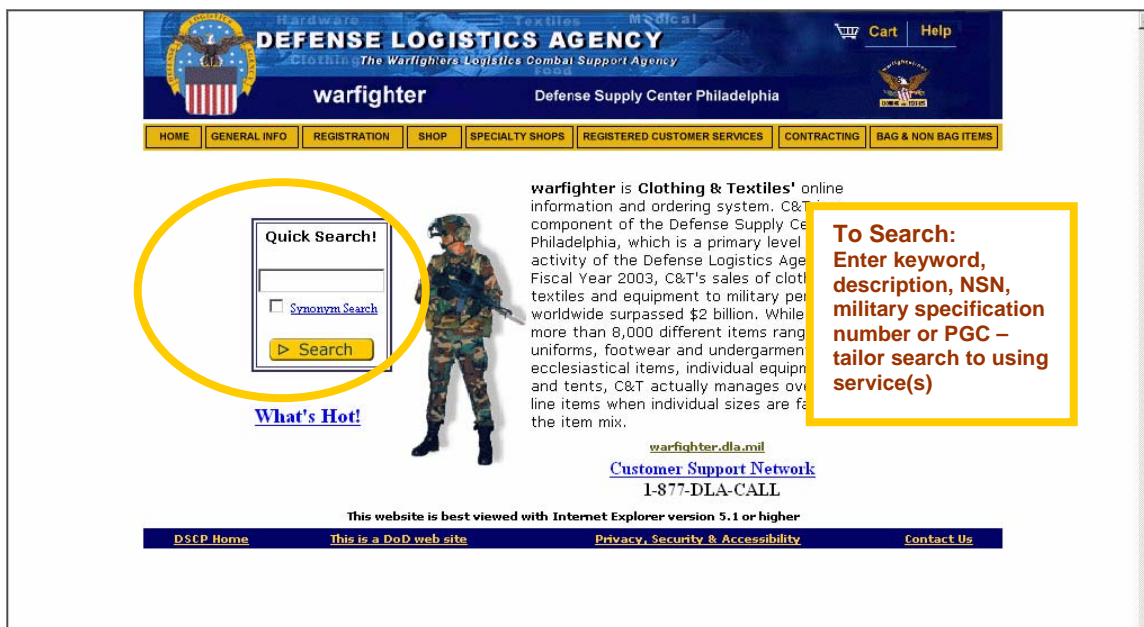 Hardware Textiles Medical
DEFENSE LOGISTICS AGENCY
Clothing The Warfighters Logistics Combat Support Agency
Food
Cart Help
warfighter Defense Supply Center Philadelphia
HOME GENERAL INFO REGISTRATION SHOP SPECIALTY SHOPS REGISTERED CUSTOMER SERVICES CONTRACTING BAG & NON BAG ITEMS
Quick Search!
Synonym Search
Search
What's Hot!
warfighter is Clothing & Textiles' online
information and ordering system. C&T
component of the Defense Supply Ce
Philadelphia, which is a primary level
activity of the Defense Logistics Age
Fiscal Year 2003, C&T's sales of cloth
textiles and equipment to military per
worldwide surpassed $2 billion. While
more than 8,000 different items rang
uniforms, footwear and undergarment
ecclesiastical items, individual equipm
and tents, C&T actually manages ov
line items when individual sizes are fa
the item mix.
To Search:
Enter keyword,
description, NSN,
military specification
number or PGC –
tailor search to using
service(s)
warfighter.dla.mil
Customer Support Network
1-877-DLA-CALL
This website is best viewed with Internet Explorer version 5.1 or higher
DSCP Home This is a DoD web site Privacy, Security & Accessibility Contact Us